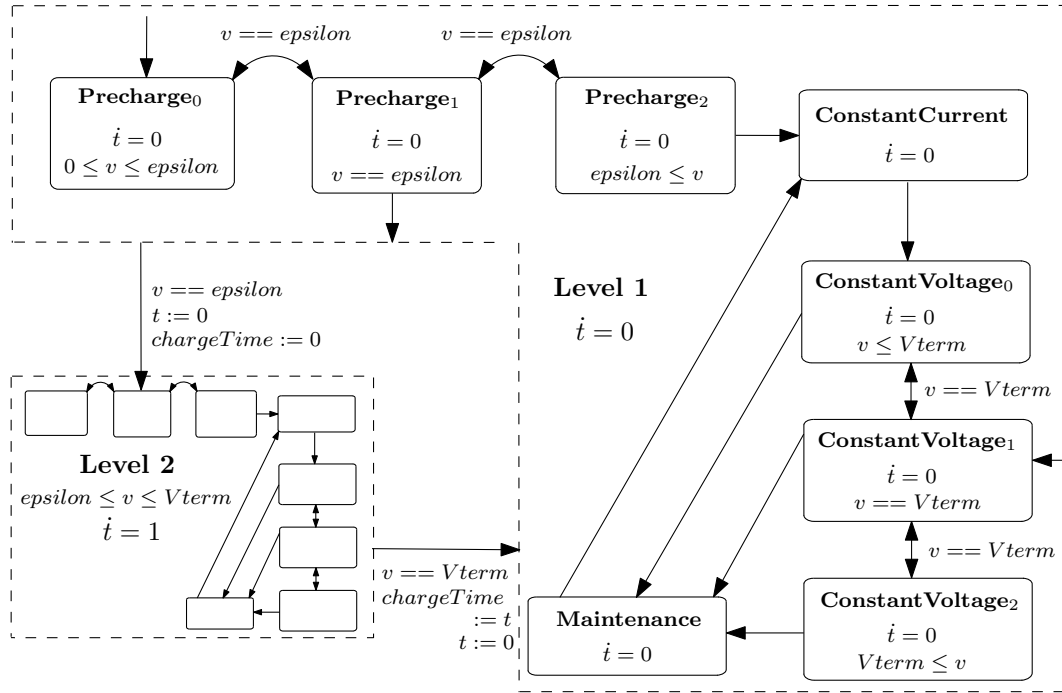 v == epsilon
v == epsilon
Precharge₀
ṫ = 0
0 ≤ v ≤ epsilon
Precharge₁
ṫ = 0
v == epsilon
Precharge₂
ṫ = 0
epsilon ≤ v
ConstantCurrent
ṫ = 0
Level 1
ṫ = 0
ConstantVoltage₀
ṫ = 0
v ≤ Vterm
v == Vterm
ConstantVoltage₁
ṫ = 0
v == Vterm
v == Vterm
ConstantVoltage₂
ṫ = 0
Vterm ≤ v
Maintenance
ṫ = 0
v == epsilon
t := 0
chargeTime := 0
Level 2
epsilon ≤ v ≤ Vterm
ṫ = 1
v == Vterm
chargeTime
:= t
t := 0